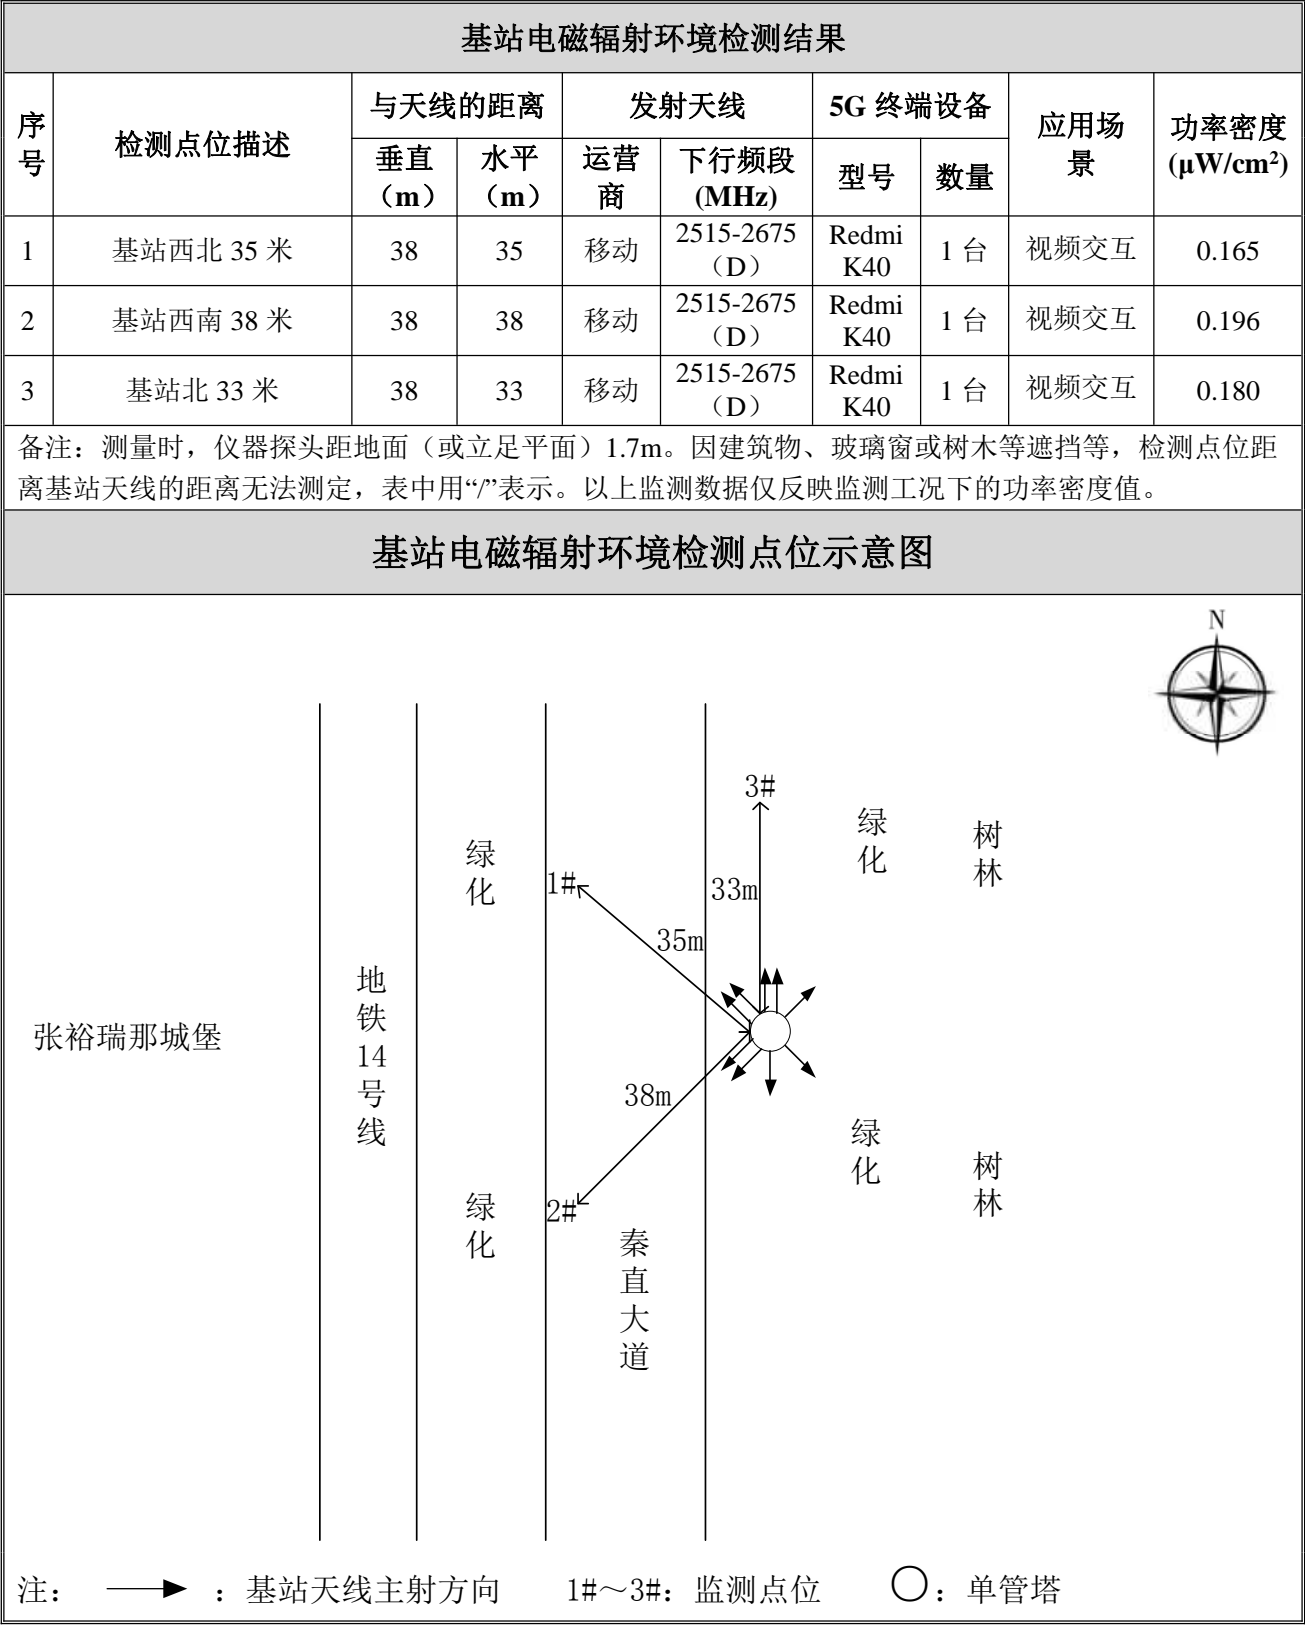 基站电磁辐射环境检测结果
序号 检测点位描述 与天线的距离 发射天线 5G 终端设备 应用场景 功率密度(μW/cm²)
垂直（m） 水平（m） 运营商 下行频段(MHz) 型号 数量
1 基站西北 35 米 38 35 移动 2515-2675（D） Redmi K40 1 台 视频交互 0.165
2 基站西南 38 米 38 38 移动 2515-2675（D） Redmi K40 1 台 视频交互 0.196
3 基站北 33 米 38 33 移动 2515-2675（D） Redmi K40 1 台 视频交互 0.180
备注：测量时，仪器探头距地面（或立足平面）1.7m。因建筑物、玻璃窗或树木等遮挡等，检测点位距
离基站天线的距离无法测定，表中用“/”表示。以上监测数据仅反映监测工况下的功率密度值。
基站电磁辐射环境检测点位示意图
N
3#
绿化
树林
绿化
1#
33m
35m
地铁14号线
张裕瑞那城堡
38m
绿化
树林
绿化
2#
秦直大道
注： ：基站天线主射方向 1#～3#：监测点位 ：单管塔